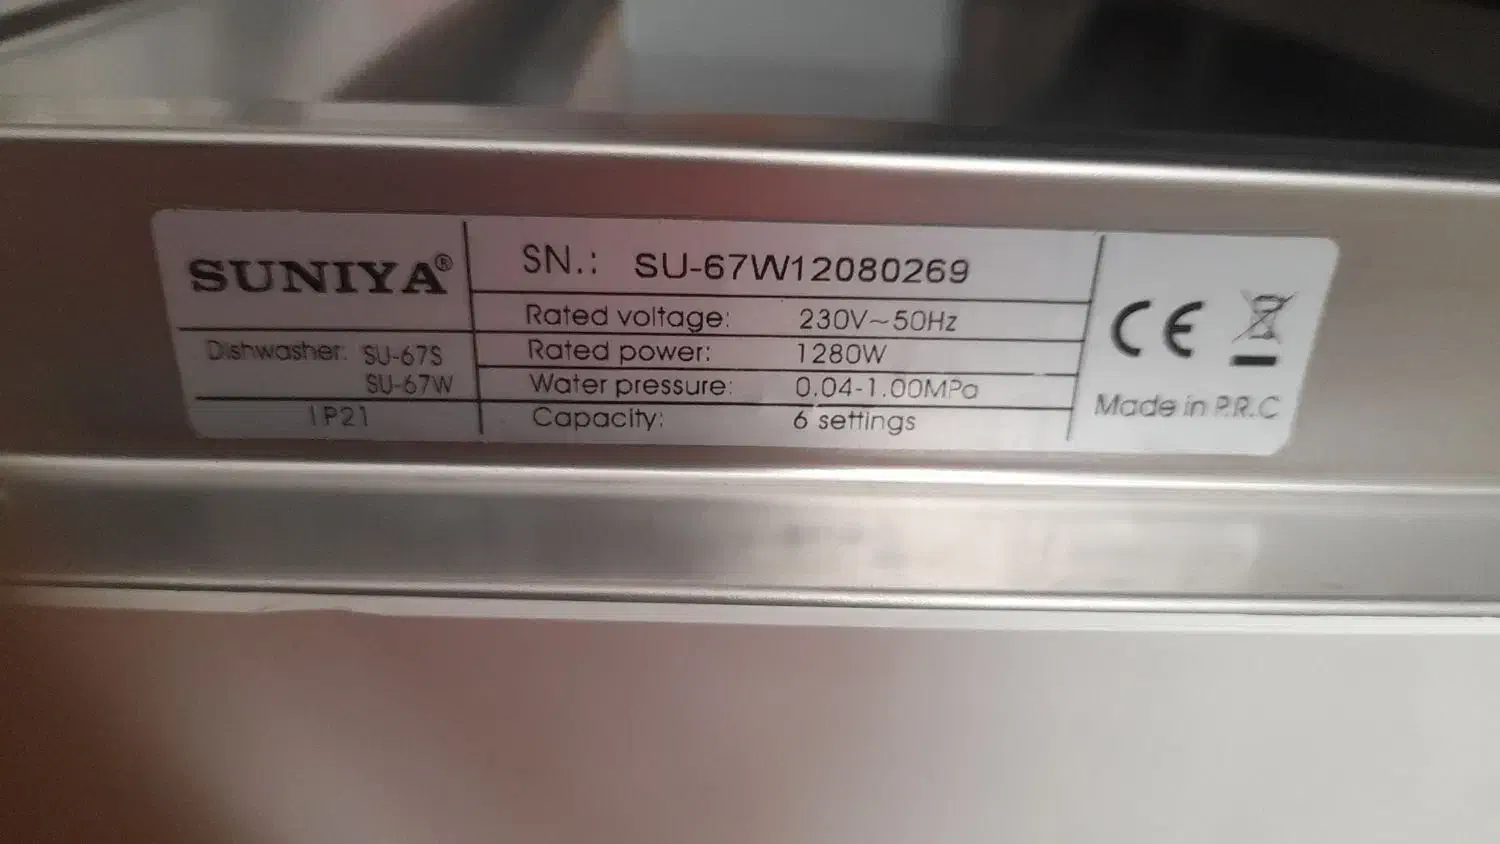 SUNIYA®
Dishwasher: SU-67S
SU-67W
IP21
SN.: SU-67W12080269
Rated voltage: 230V~50Hz
Rated power: 1280W
Water pressure: 0.04-1.00MPa
Capacity: 6 settings
CE
Made in P.R.C